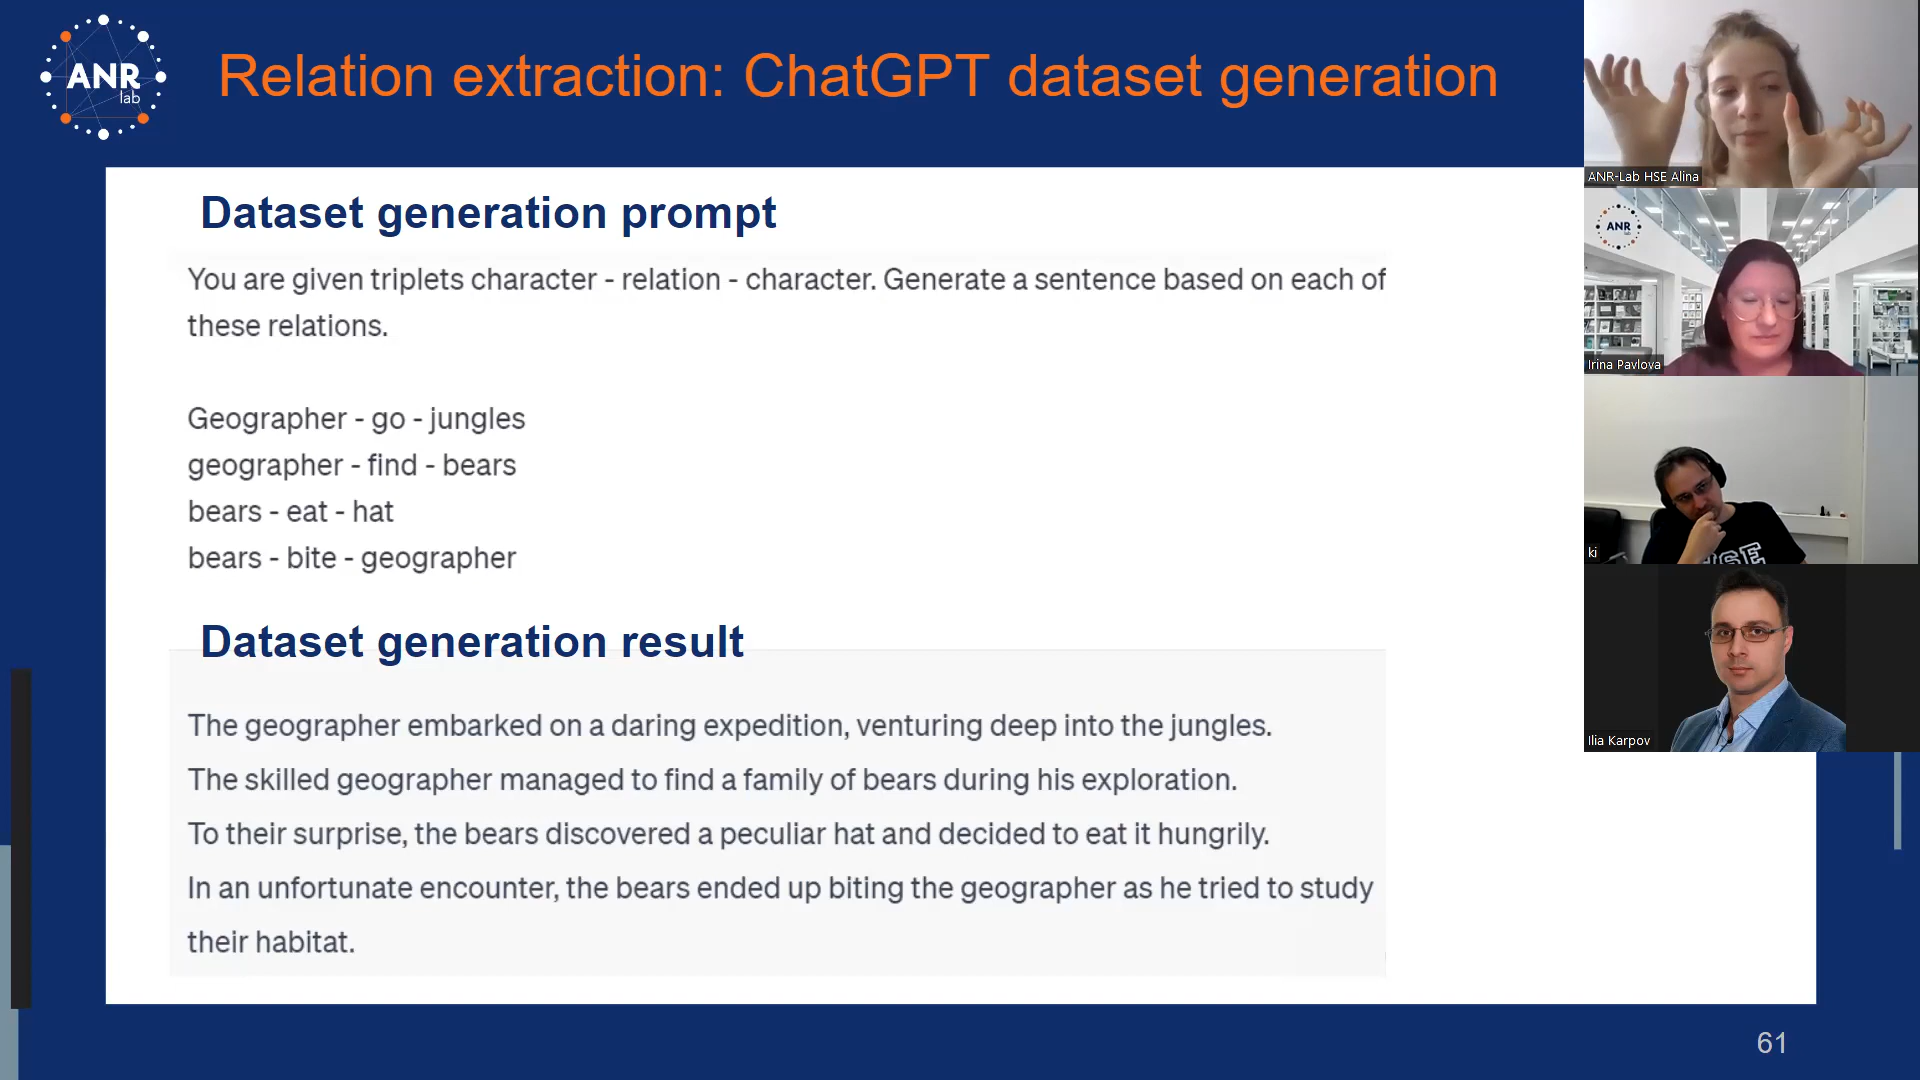 ANR
lab
Relation extraction: ChatGPT dataset generation
Dataset generation prompt
You are given triplets character - relation - character. Generate a sentence based on each of
these relations.
Geographer - go - jungles
geographer - find - bears
bears - eat - hat
bears - bite - geographer
Dataset generation result
The geographer embarked on a daring expedition, venturing deep into the jungles.
The skilled geographer managed to find a family of bears during his exploration.
To their surprise, the bears discovered a peculiar hat and decided to eat it hungrily.
In an unfortunate encounter, the bears ended up biting the geographer as he tried to study
their habitat.
61
ANR-Lab HSE Alina
ANR
lab
Irina Pavlova
ki
Ilia Karpov